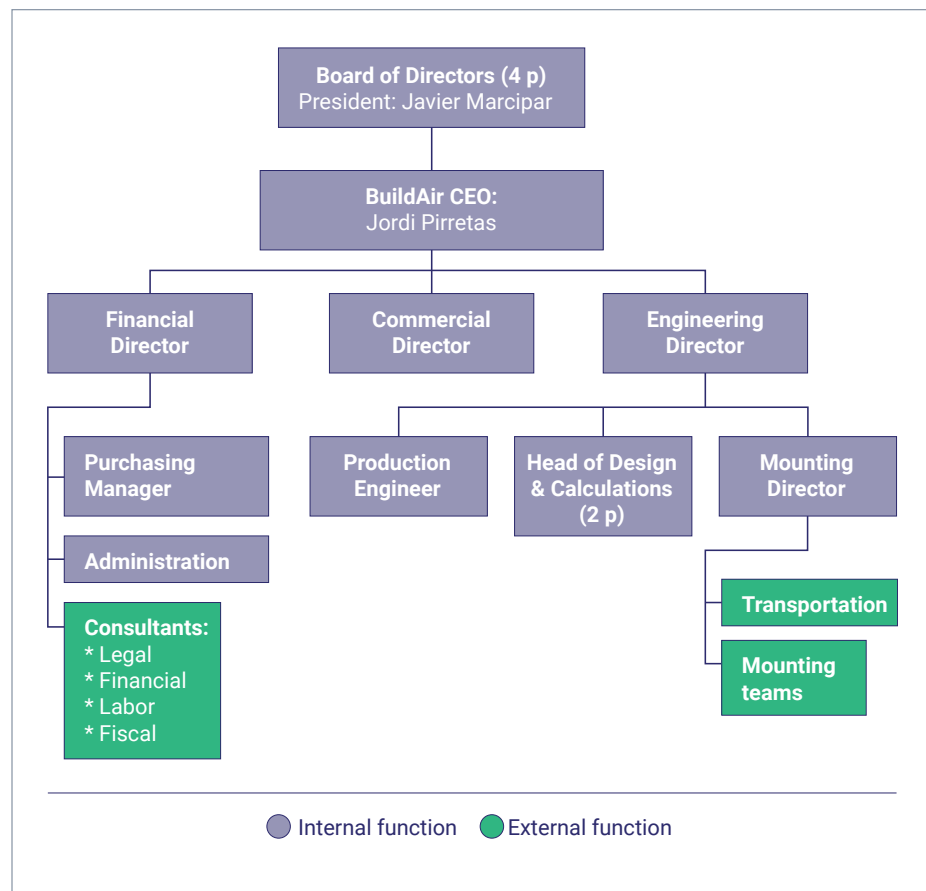 Board of Directors (4 p)
President: Javier Marcipar
BuildAir CEO:
Jordi Pirretas
Financial
Director
Commercial
Director
Engineering
Director
Purchasing
Manager
Administration
Consultants:
* Legal
* Financial
* Labor
* Fiscal
Production
Engineer
Head of Design
& Calculations
(2 p)
Mounting
Director
Transportation
Mounting
teams
Internal function
External function